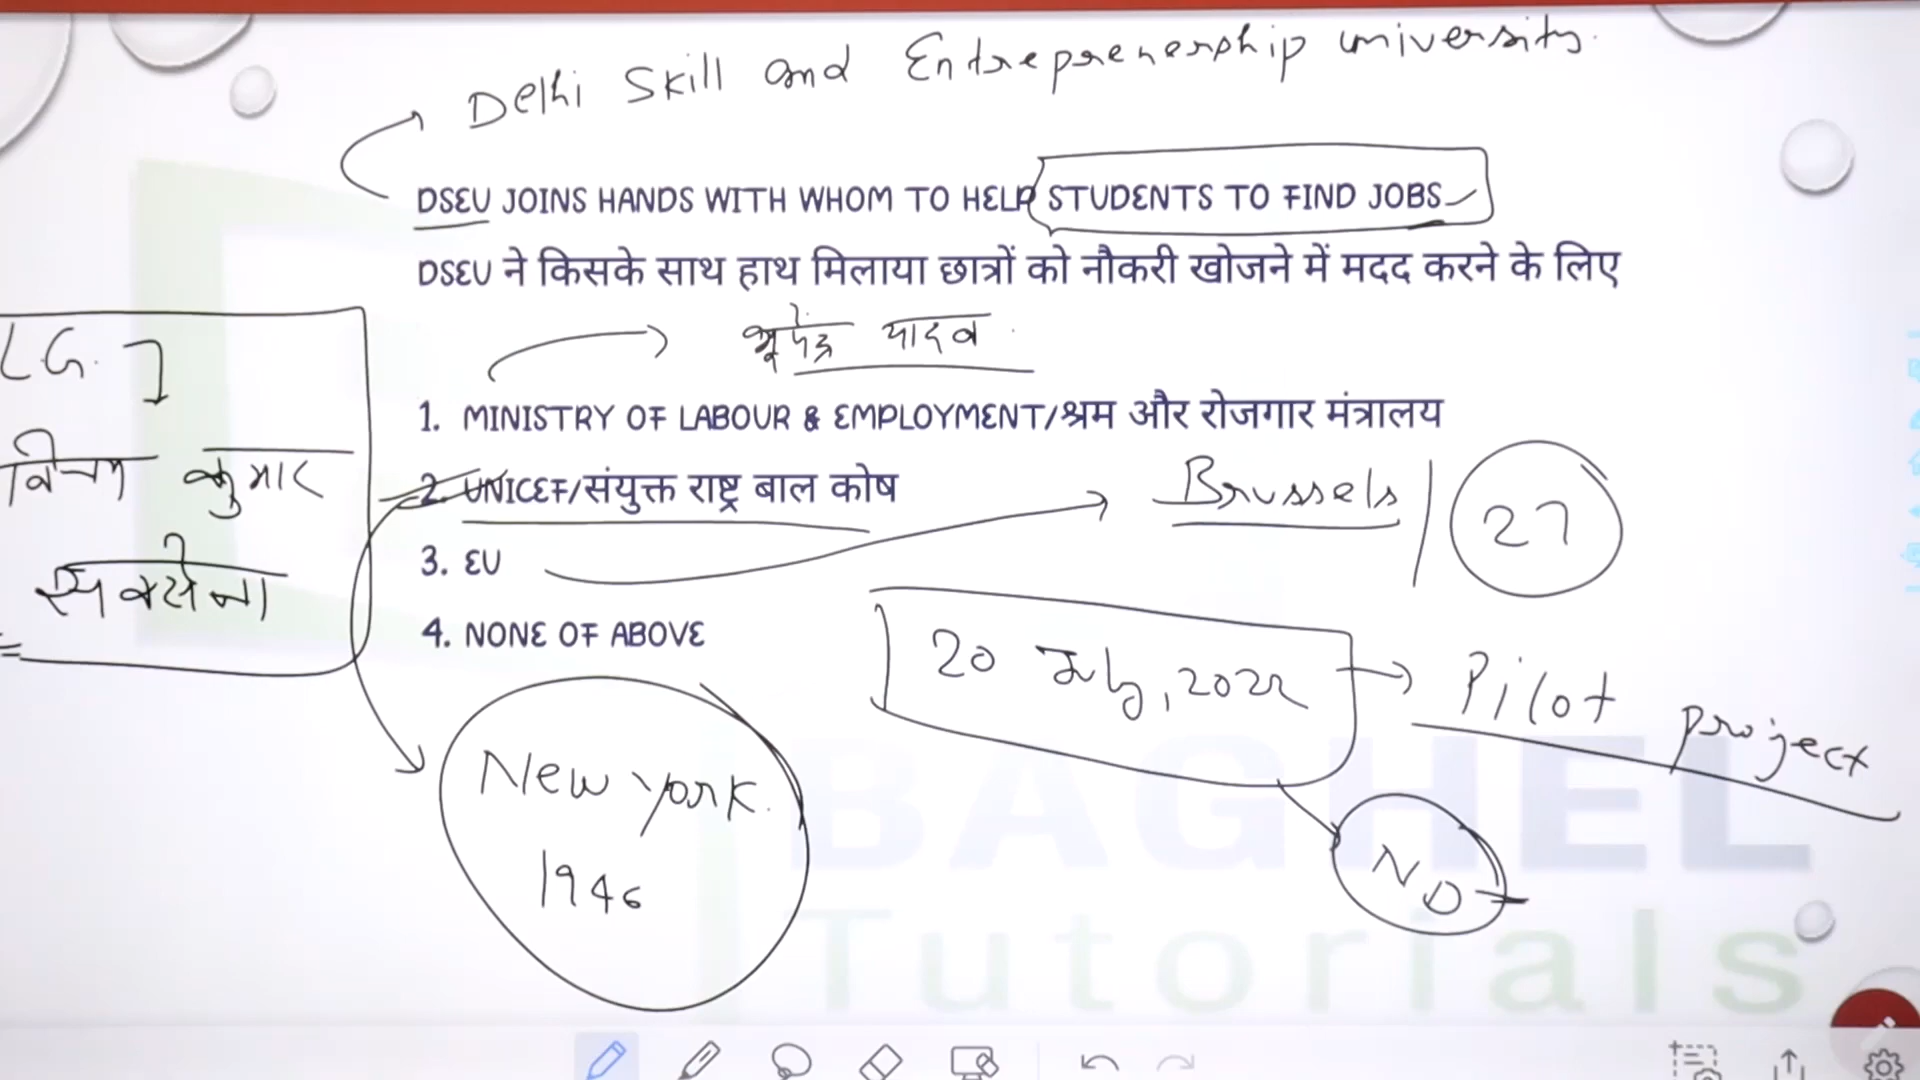 Delhi Skill and Entreprenership university.
DSEU JOINS HANDS WITH WHOM TO HELP STUDENTS TO FIND JOBS
DSEU ने किसके साथ हाथ मिलाया छात्रों को नौकरी खोजने में मदद करने के लिए
भूपेंद्र यादव
1. MINISTRY OF LABOUR & EMPLOYMENT/श्रम और रोजगार मंत्रालय
2. UNICEF/संयुक्त राष्ट्र बाल कोष
Brussels
27
3. EU
4. NONE OF ABOVE
LG.
विनय कुमार
सक्सेना
20 July, 2022
Pilot project
ND
New York.
1946
BAGHEL
Tutorials